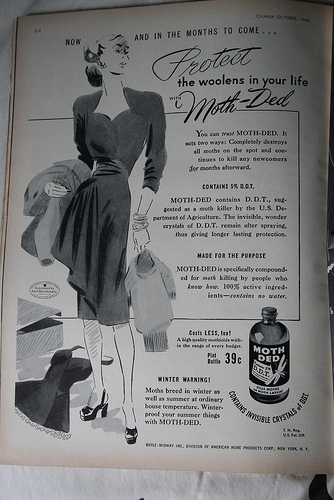 CHARM OCTOBER, 1946
NOW AND IN THE MONTHS TO COME...
Protect
the woolens in your life
with Moth-Ded
You can trust MOTH-DED. It
acts two ways: Completely destroys
all moths on the spot and con-
tinues to kill any newcomers
for months afterward.
CONTAINS 5% D.D.T.
MOTH-DED contains D.D.T., sug-
gested as a moth killer by the U.S. De-
partment of Agriculture. The invisible, wonder
crystals of D.D.T. remain after spraying,
thus giving longer lasting protection.
MADE FOR THE PURPOSE
MOTH-DED is specifically compound-
ed for moth killing by people who
know how. 100% active ingred-
ients—contains no water.
Costs LESS, too!
A high quality mothicide with-
in the range of every budget.
Pint
Bottle 39c
MOTH
DED
D.D.T.
CONTAINS INVISIBLE CRYSTALS of D.D.T.
WINTER WARNING!
Moths breed in winter as
well as summer at ordinary
house temperature. Winter-
proof your summer things
with MOTH-DED.
T. M. Reg.
U.S. Pat. Off.
BOYLE-MIDWAY INC., DIVISION OF AMERICAN HOME PRODUCTS CORP., NEW YORK, N. Y.